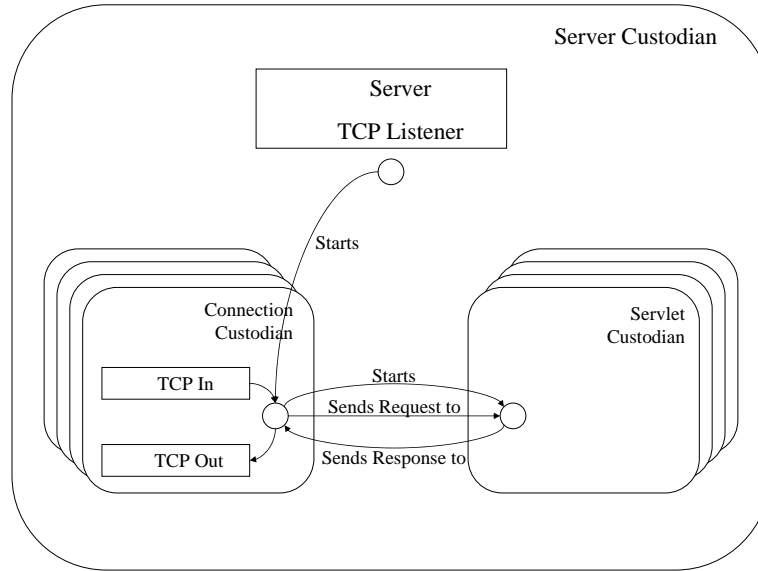 Server Custodian
Server
TCP Listener
Starts
Connection
Custodian
Servlet
Custodian
TCP In
Starts
Sends Request to
TCP Out
Sends Response to